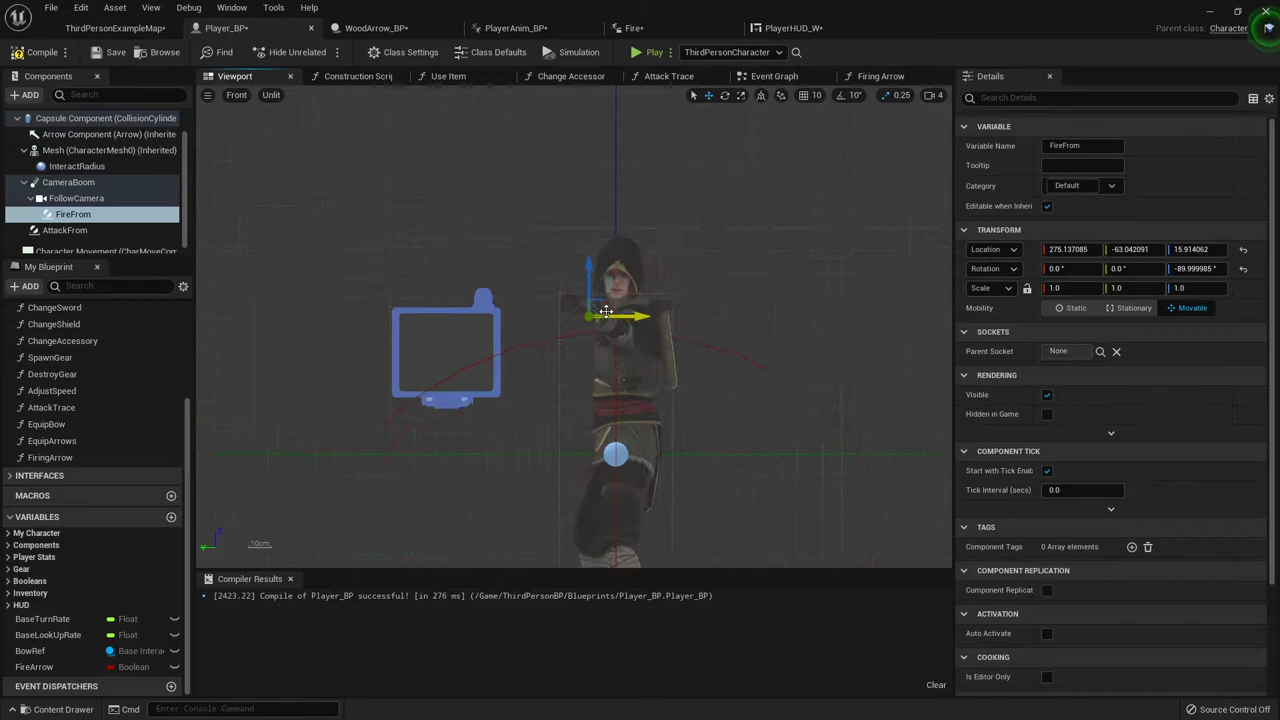 File Edit Asset View Debug Window Tools Help
ThirdPersonExampleMap* Player_BP* WoodArrow_BP* PlayerAnim_BP* Fire* PlayerHUD_W* Parent class: Character
Compile Save Browse Find Hide Unrelated Class Settings Class Defaults Simulation Play ThirdPersonCharacter
Components Viewport Construction Scrip Use Item Change Accessor Attack Trace Event Graph Firing Arrow Details
ADD Search Front Unlit 10 10° 0.25 4 Search Details
Capsule Component (CollisionCylinde
Arrow Component (Arrow) (Inherite
Mesh (CharacterMesh0) (Inherited)
InteractRadius
CameraBoom
FollowCamera
FireFrom
AttackFrom
Character Movement (CharMoveCom
My Blueprint
ADD Search
ChangeSword
ChangeShield
ChangeAccessory
SpawnGear
DestroyGear
AdjustSpeed
AttackTrace
EquipBow
EquipArrows
FiringArrow
INTERFACES
MACROS
VARIABLES
My Character
Components
Player Stats
Gear
Booleans
Inventory
HUD
BaseTurnRate Float
BaseLookUpRate Float
BowRef Base Interac
FireArrow Boolean
EVENT DISPATCHERS
10cm
Compiler Results
[2423.22] Compile of Player_BP successful! [in 276 ms] (/Game/ThirdPersonBP/Blueprints/Player_BP.Player_BP)
Clear
VARIABLE
Variable Name FireFrom
Tooltip
Category Default
Editable when Inheri
TRANSFORM
Location 275.137085 -63.042091 15.914062
Rotation 0.0 ° 0.0 ° -89.999985 °
Scale 1.0 1.0 1.0
Mobility Static Stationary Movable
SOCKETS
Parent Socket None
RENDERING
Visible
Hidden in Game
COMPONENT TICK
Start with Tick Enab
Tick Interval (secs) 0.0
TAGS
Component Tags 0 Array elements
COMPONENT REPLICATION
Component Replicat
ACTIVATION
Auto Activate
COOKING
Is Editor Only
Content Drawer Cmd Enter Console Command Source Control Off